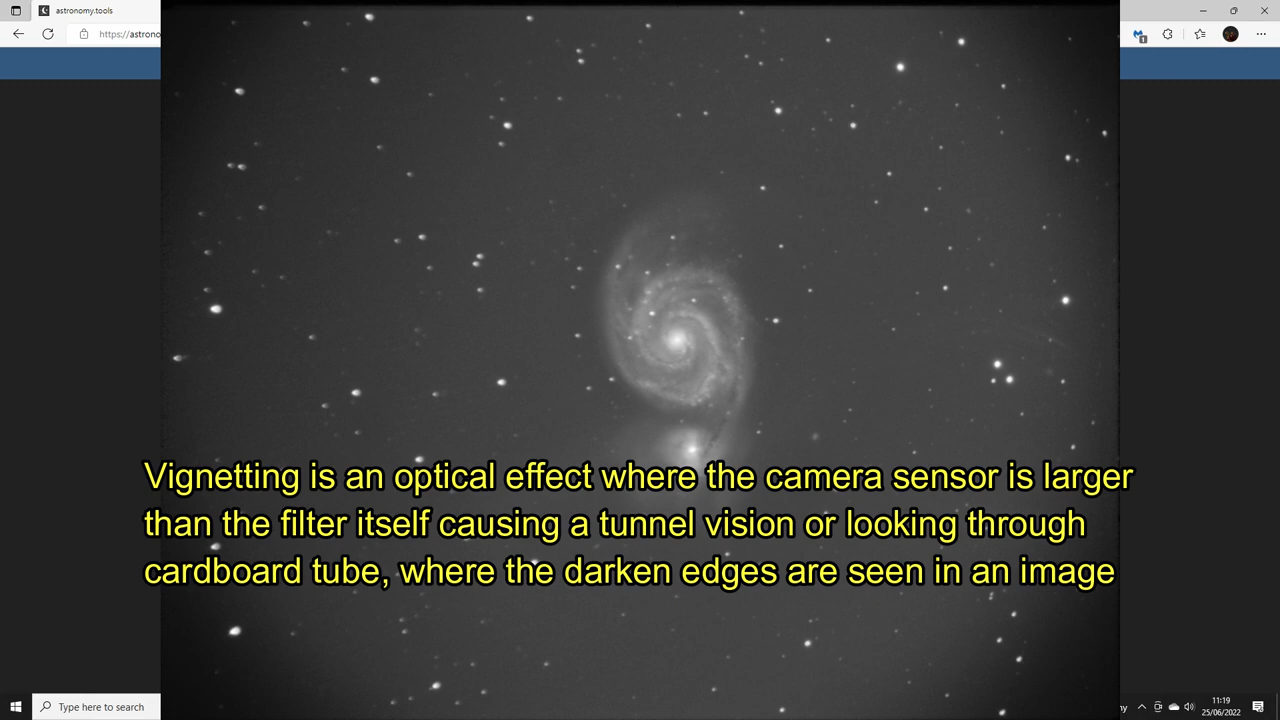 astronomy.tools
https://astrono
1
Vignetting is an optical effect where the camera sensor is larger
than the filter itself causing a tunnel vision or looking through
cardboard tube, where the darken edges are seen in an image
Type here to search
ny
11:19
25/06/2022